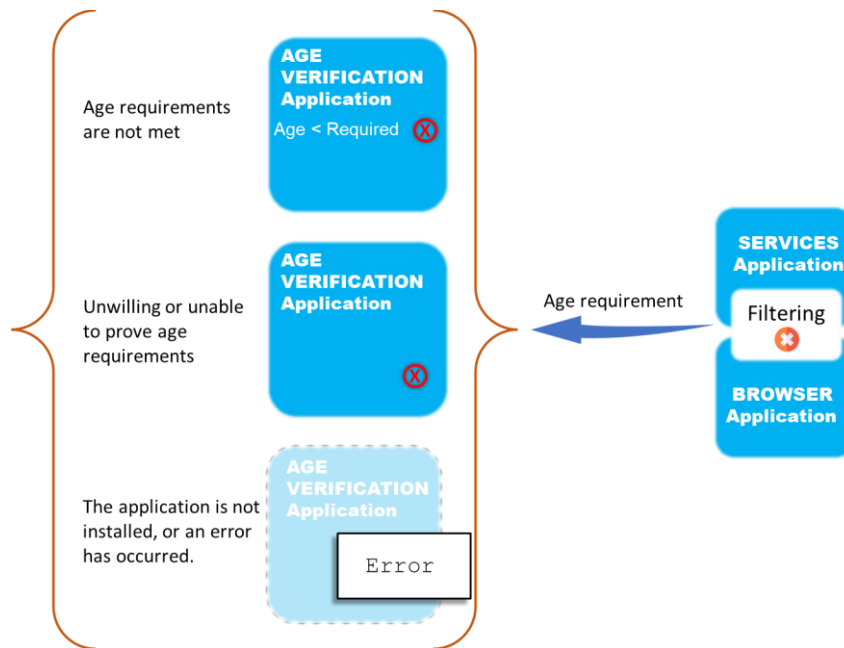 Age requirements
are not met
AGE
VERIFICATION
Application
Age < Required
X
Unwilling or unable
to prove age
requirements
AGE
VERIFICATION
Application
X
The application is not
installed, or an error
has occurred.
AGE
VERIFICATION
Application
Error
Age requirement
SERVICES
Application
Filtering
BROWSER
Application